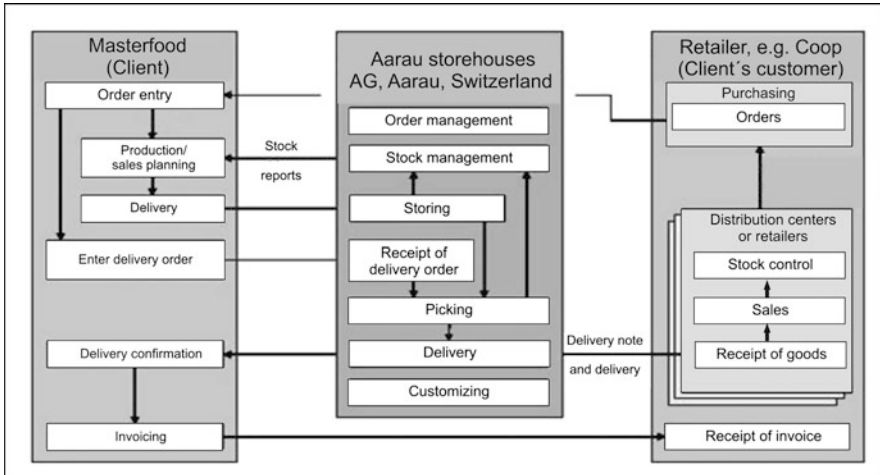 Masterfood
(Client)
Order entry
Production/
sales planning
Delivery
Enter delivery order
Delivery confirmation
Invoicing
Stock
reports
Aarau storehouses
AG, Aarau, Switzerland
Order management
Stock management
Storing
Receipt of
delivery order
Picking
Delivery
Customizing
Delivery note
and delivery
Retailer, e.g. Coop
(Client´s customer)
Purchasing
Orders
Distribution centers
or retailers
Stock control
Sales
Receipt of goods
Receipt of invoice